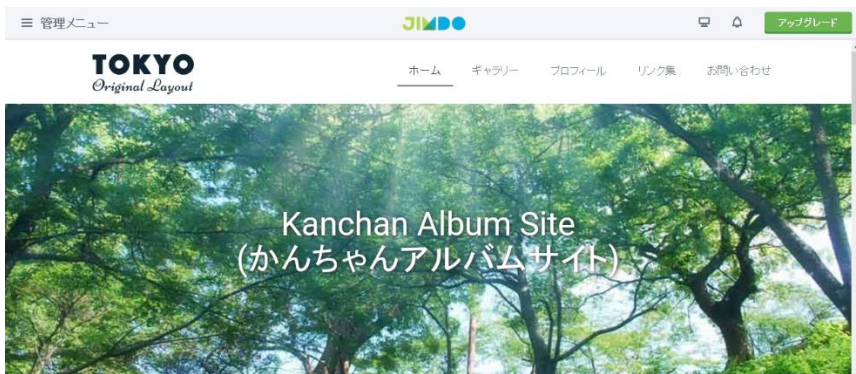 管理メニュー
JIMDO
アップグレード
TOKYO
Original Layout
ホーム ギャラリー プロフィール リンク集 お問い合わせ
Kanchan Album Site
(かんちゃんアルバムサイト)